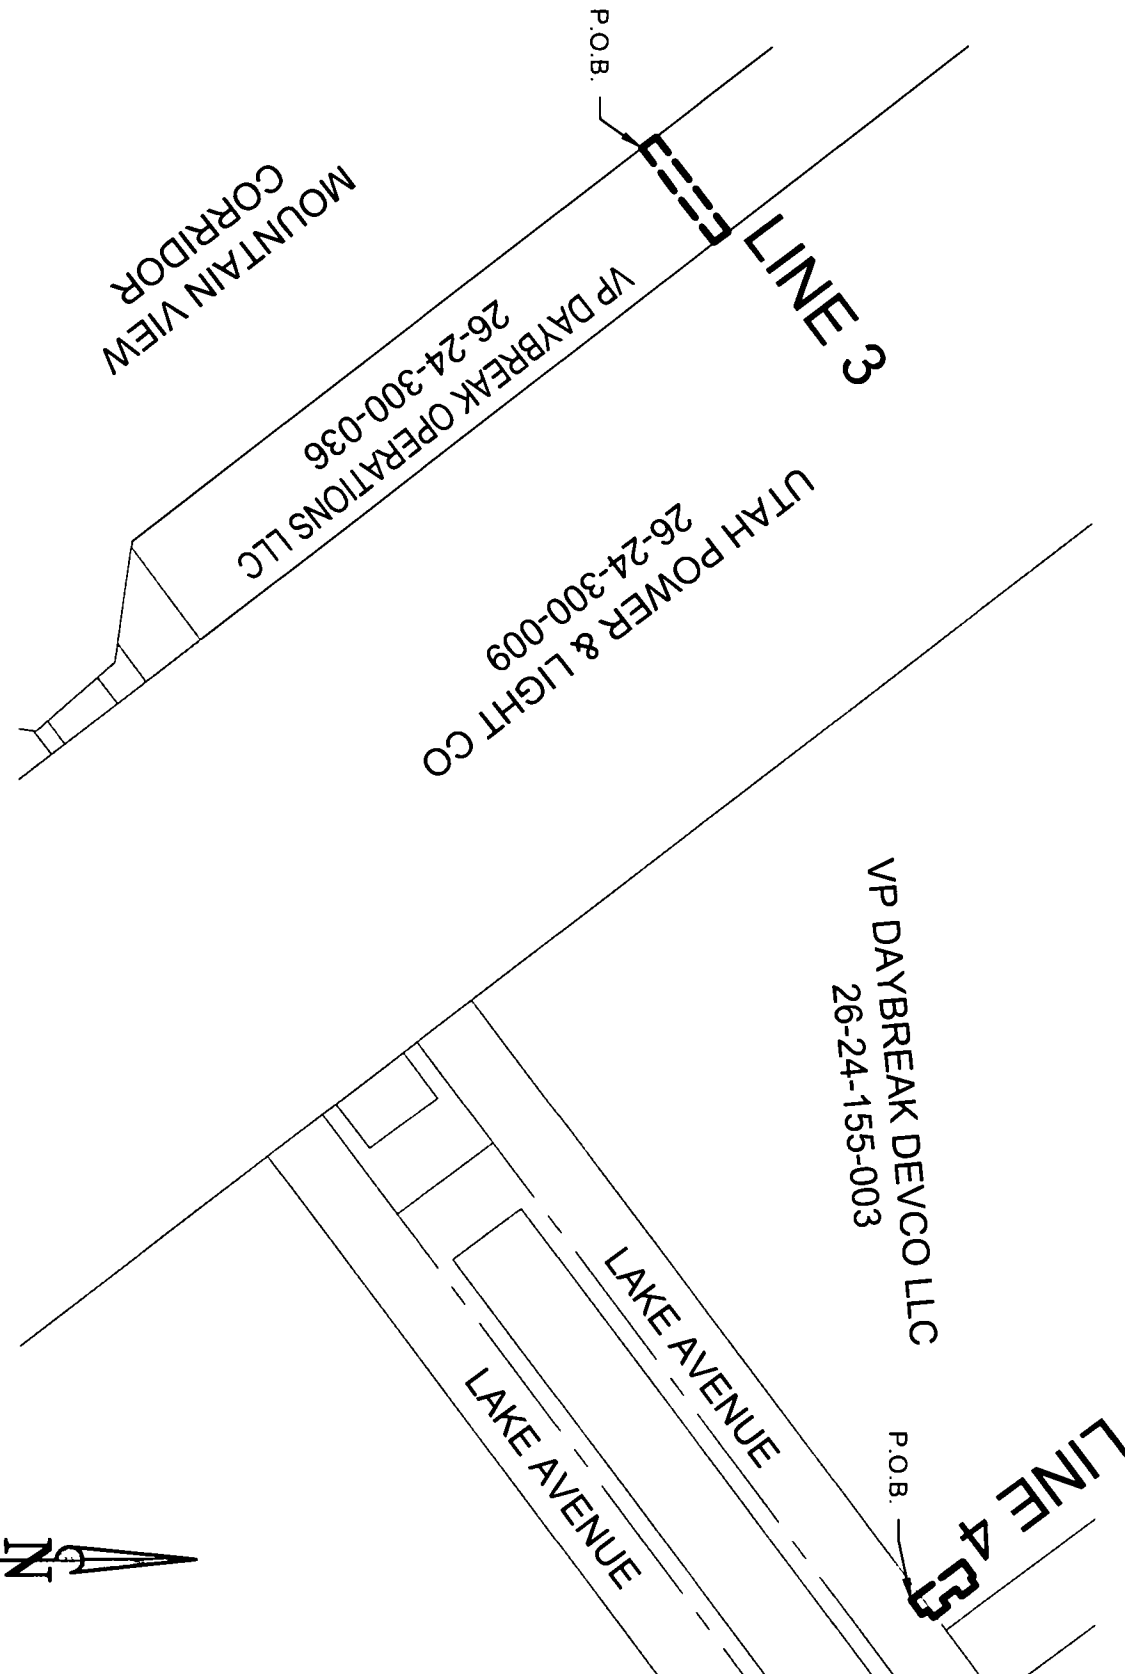 P.O.B.
LINE 3
MOUNTAIN VIEW
CORRIDOR
VP DAYBREAK OPERATIONS LLC
26-24-300-036
UTAH POWER & LIGHT CO
26-24-300-009
VP DAYBREAK DEVCO LLC
26-24-155-003
LAKE AVENUE
LAKE AVENUE
P.O.B.
LINE 4
N